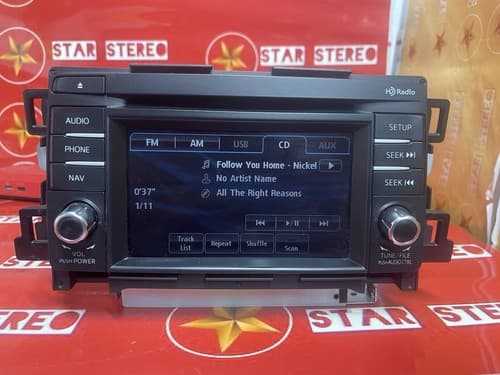 STAR STEREO
STAR STEREO
HD Radio
AUDIO
PHONE
NAV
VOL
PUSH POWER
FM AM USB CD AUX
Follow You Home - Nickel
No Artist Name
All The Right Reasons
0'37"
1/11
Track List
Repeat
Shuffle
Scan
SETUP
SEEK
SEEK
TUNE/FILE
PUSH AUDIO CTRL
STEREO
STAR STEREO